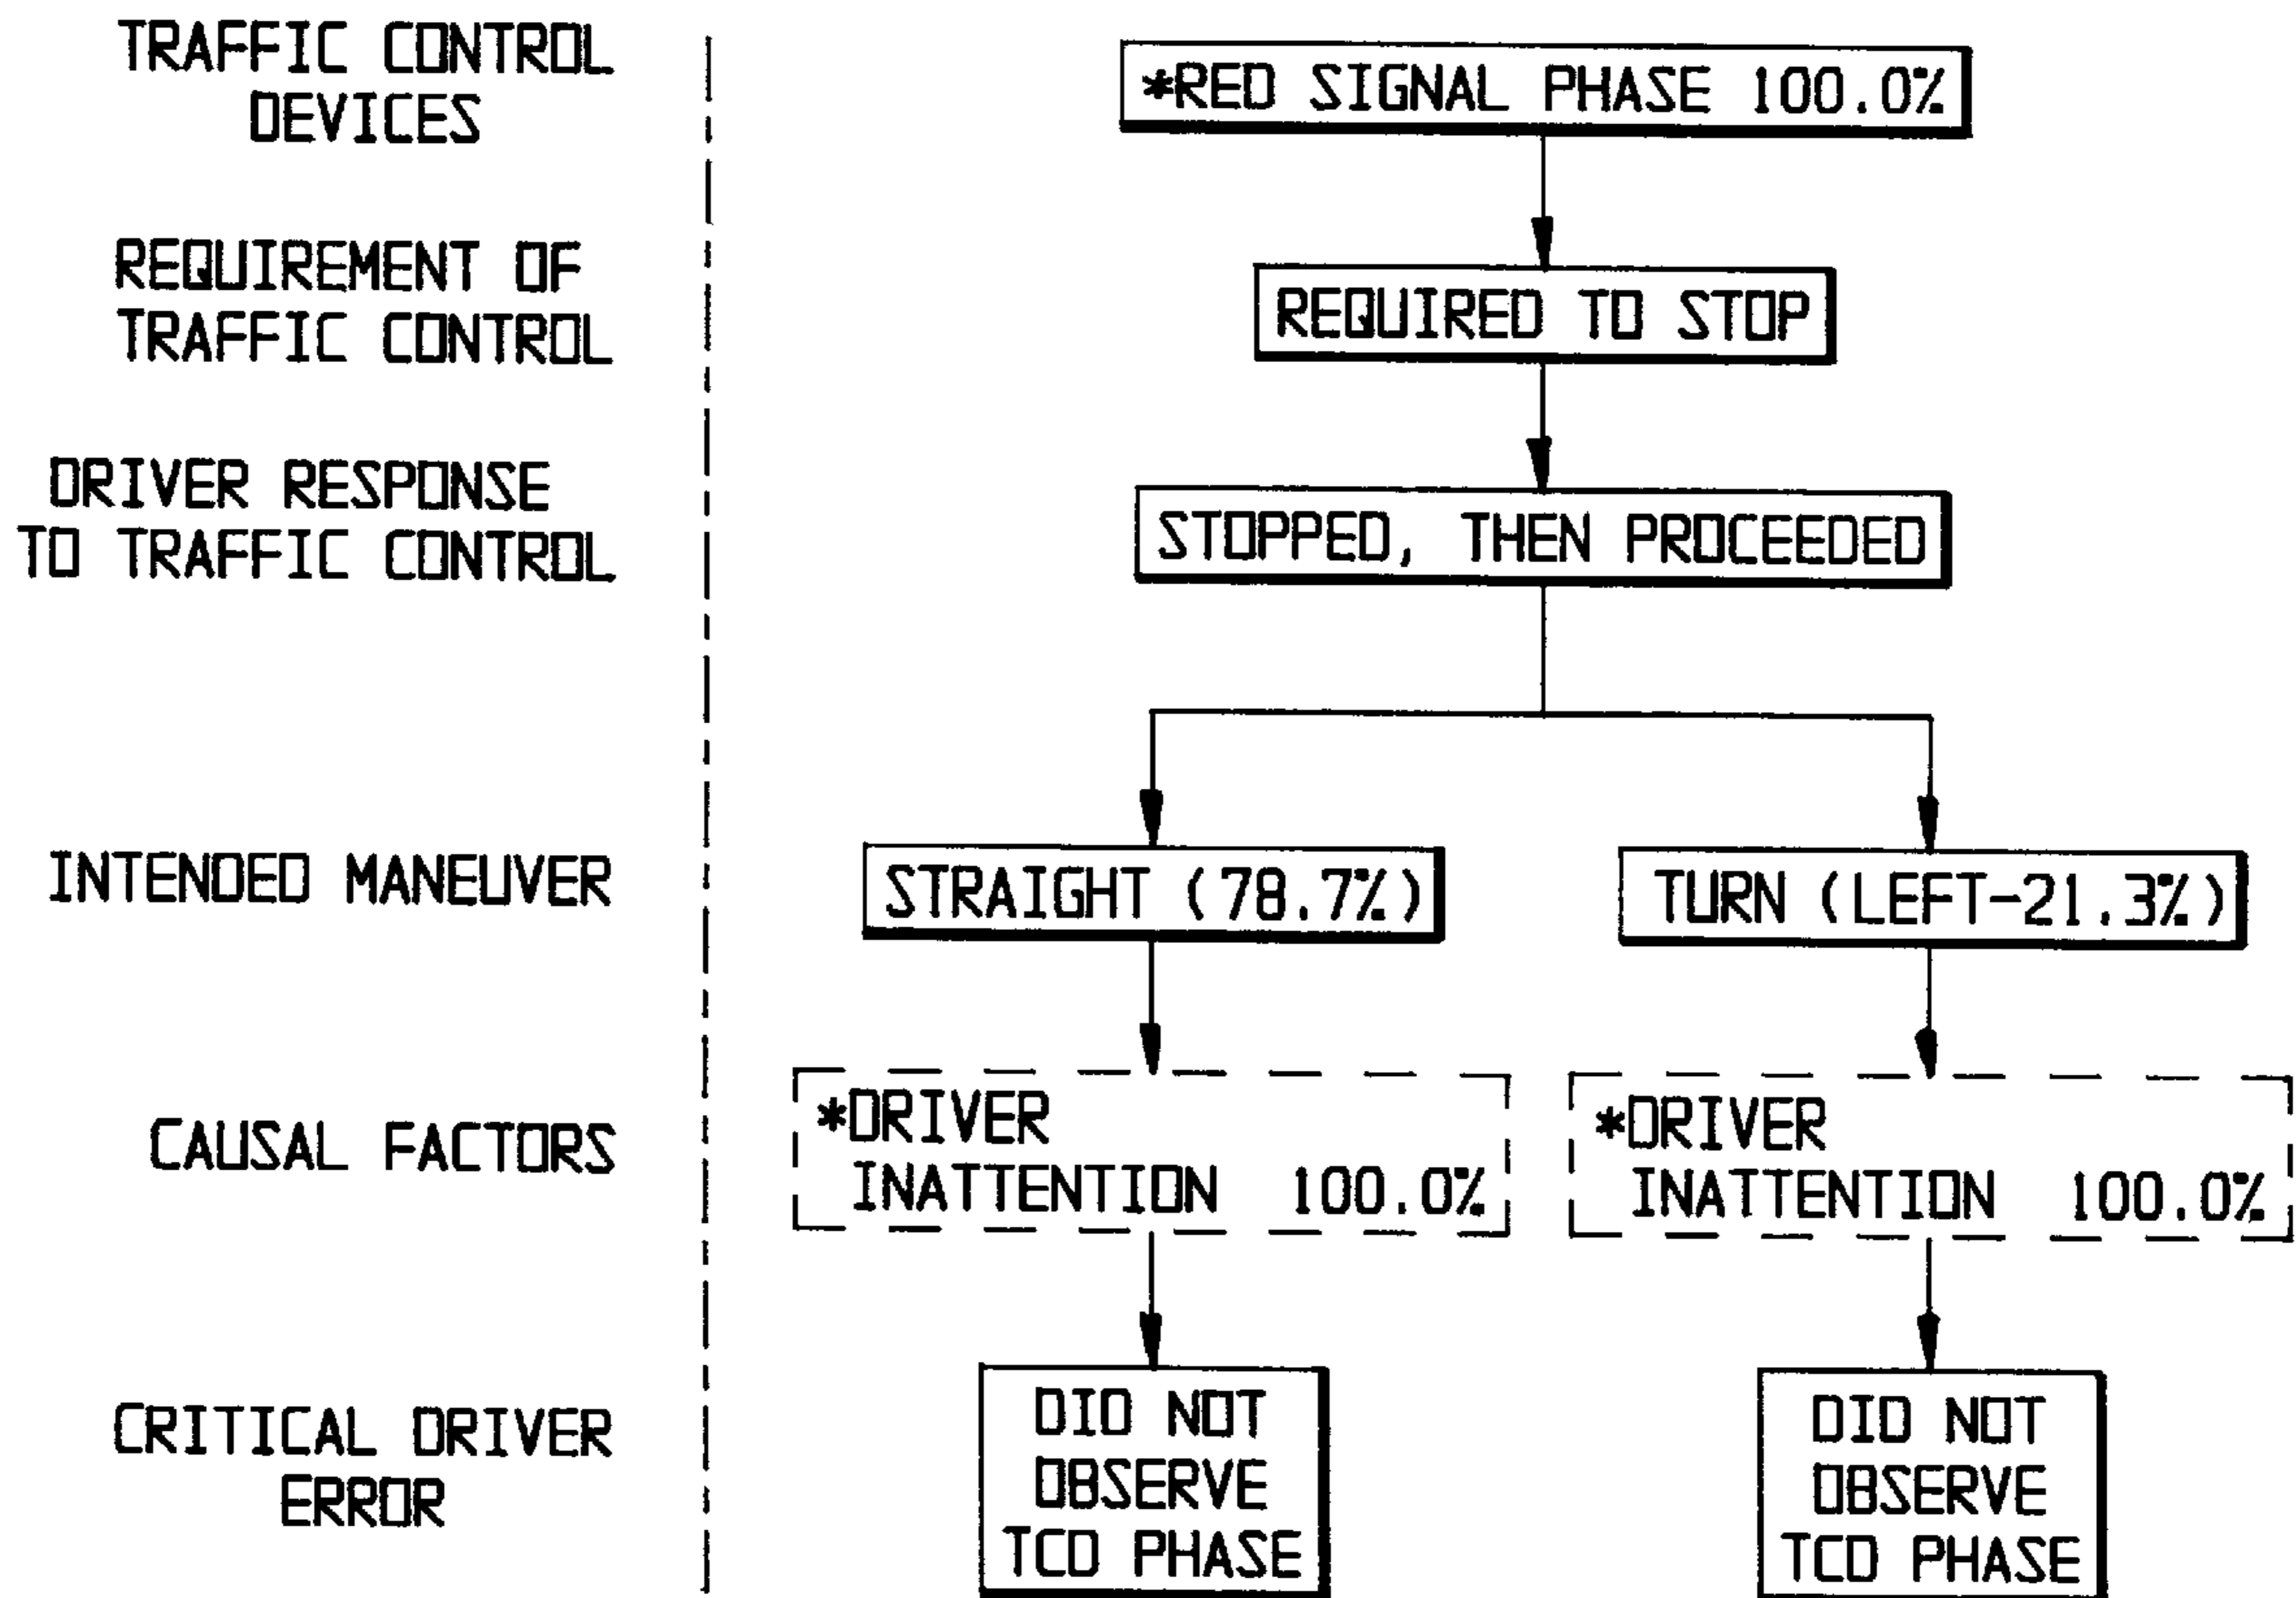 TRAFFIC CONTROL
DEVICES
*RED SIGNAL PHASE 100.0%
REQUIREMENT OF
TRAFFIC CONTROL
REQUIRED TO STOP
DRIVER RESPONSE
TO TRAFFIC CONTROL
STOPPED, THEN PROCEEDED
INTENDED MANEUVER
STRAIGHT (78.7%)
TURN (LEFT-21.3%)
CAUSAL FACTORS
*DRIVER
INATTENTION 100.0%
*DRIVER
INATTENTION 100.0%
CRITICAL DRIVER
ERROR
DID NOT
OBSERVE
TCD PHASE
DID NOT
OBSERVE
TCD PHASE